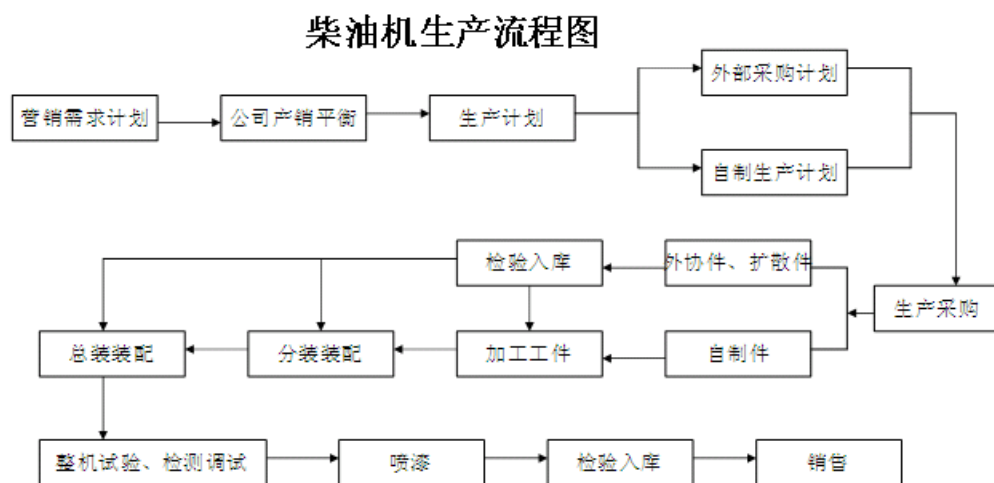 柴油机生产流程图
外部采购计划
营销需求计划
公司产销平衡
生产计划
自制生产计划
检验入库
外协件、扩散件
生产采购
总装装配
分装装配
加工工件
自制件
整机试验、检测调试
喷漆
检验入库
销售